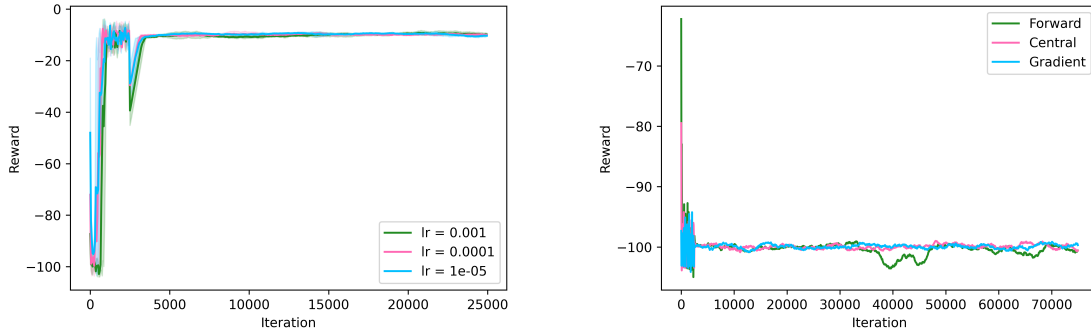 0
−20
−40
−60
−80
−100
Reward
0 5000 10000 15000 20000 25000
Iteration
lr = 0.001
lr = 0.0001
lr = 1e-05
−70
−80
−90
−100
Reward
0 10000 20000 30000 40000 50000 60000 70000
Iteration
Forward
Central
Gradient